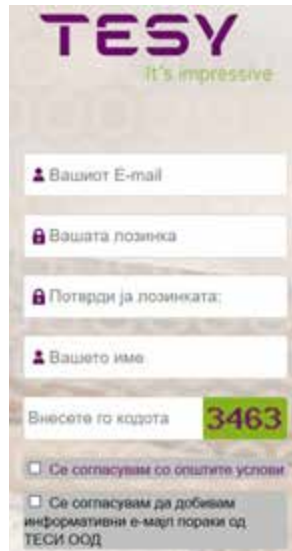 TESY
It's impressive
Вашиот E-mail
Вашата лозинка
Потврди ја лозинката:
Вашето име
Внесете го кодота 3463
Се согласувам со општите услови
Се согласувам да добивам
информативни е-мајл пораки од
ТЕСИ ООД